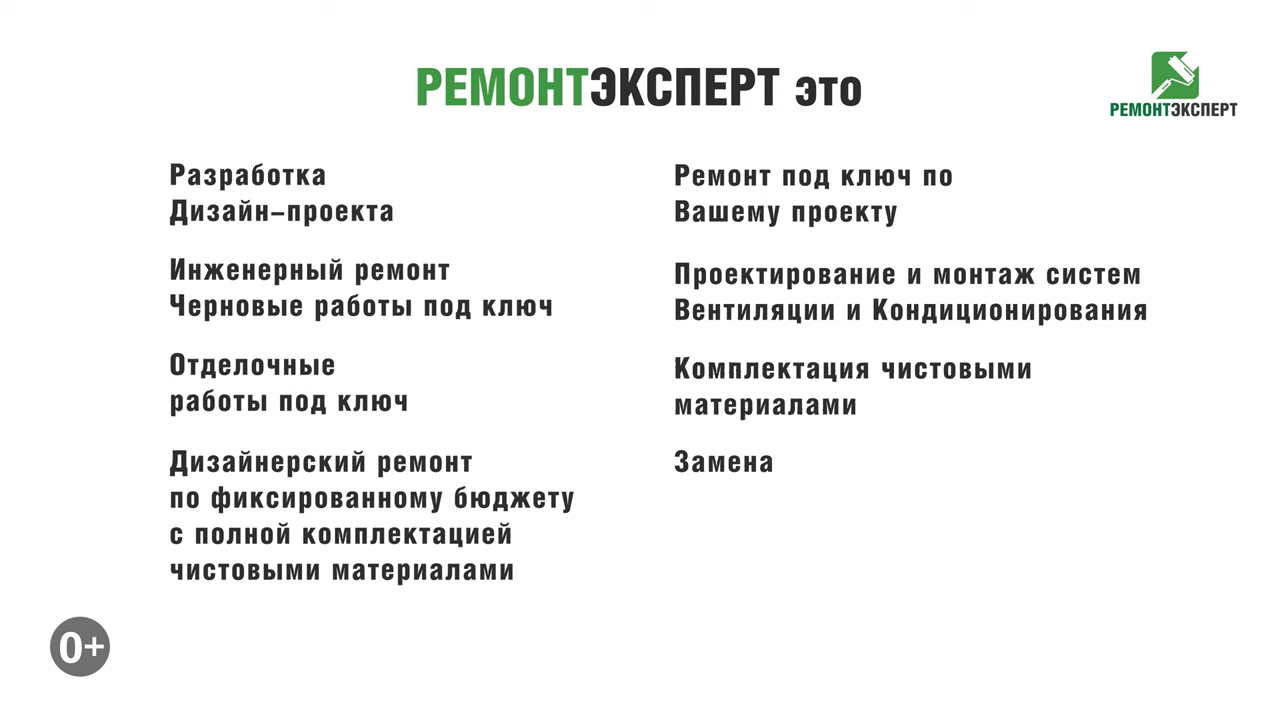 РЕМОНТЭКСПЕРТ это
РЕМОНТЭКСПЕРТ
Разработка
Дизайн–проекта
Инженерный ремонт
Черновые работы под ключ
Отделочные
работы под ключ
Дизайнерский ремонт
по фиксированному бюджету
с полной комплектацией
чистовыми материалами
Ремонт под ключ по
Вашему проекту
Проектирование и монтаж систем
Вентиляции и Кондиционирования
Комплектация чистовыми
материалами
Замена
0+